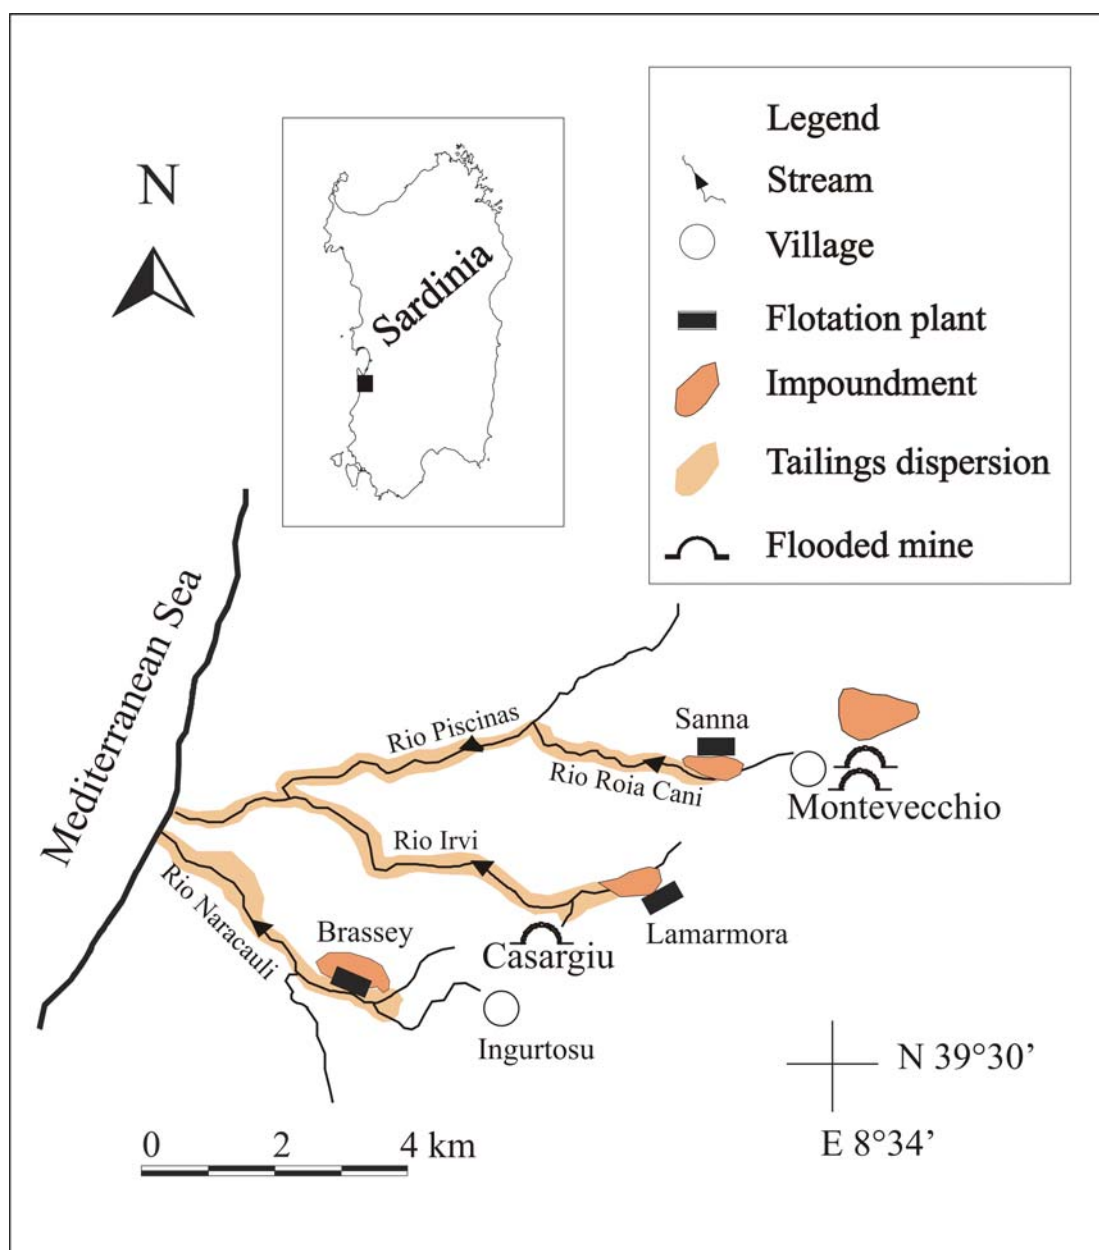 N
Sardinia
Legend
Stream
Village
Flotation plant
Impoundment
Tailings dispersion
Flooded mine
Mediterranean Sea
Rio Piscinas
Sanna
Rio Roia Cani
Montevecchio
Rio Irvi
Rio Naracauli
Brassey
Casargiu
Lamarmora
Ingurtosu
N 39°30’
E 8°34’
0 2 4 km